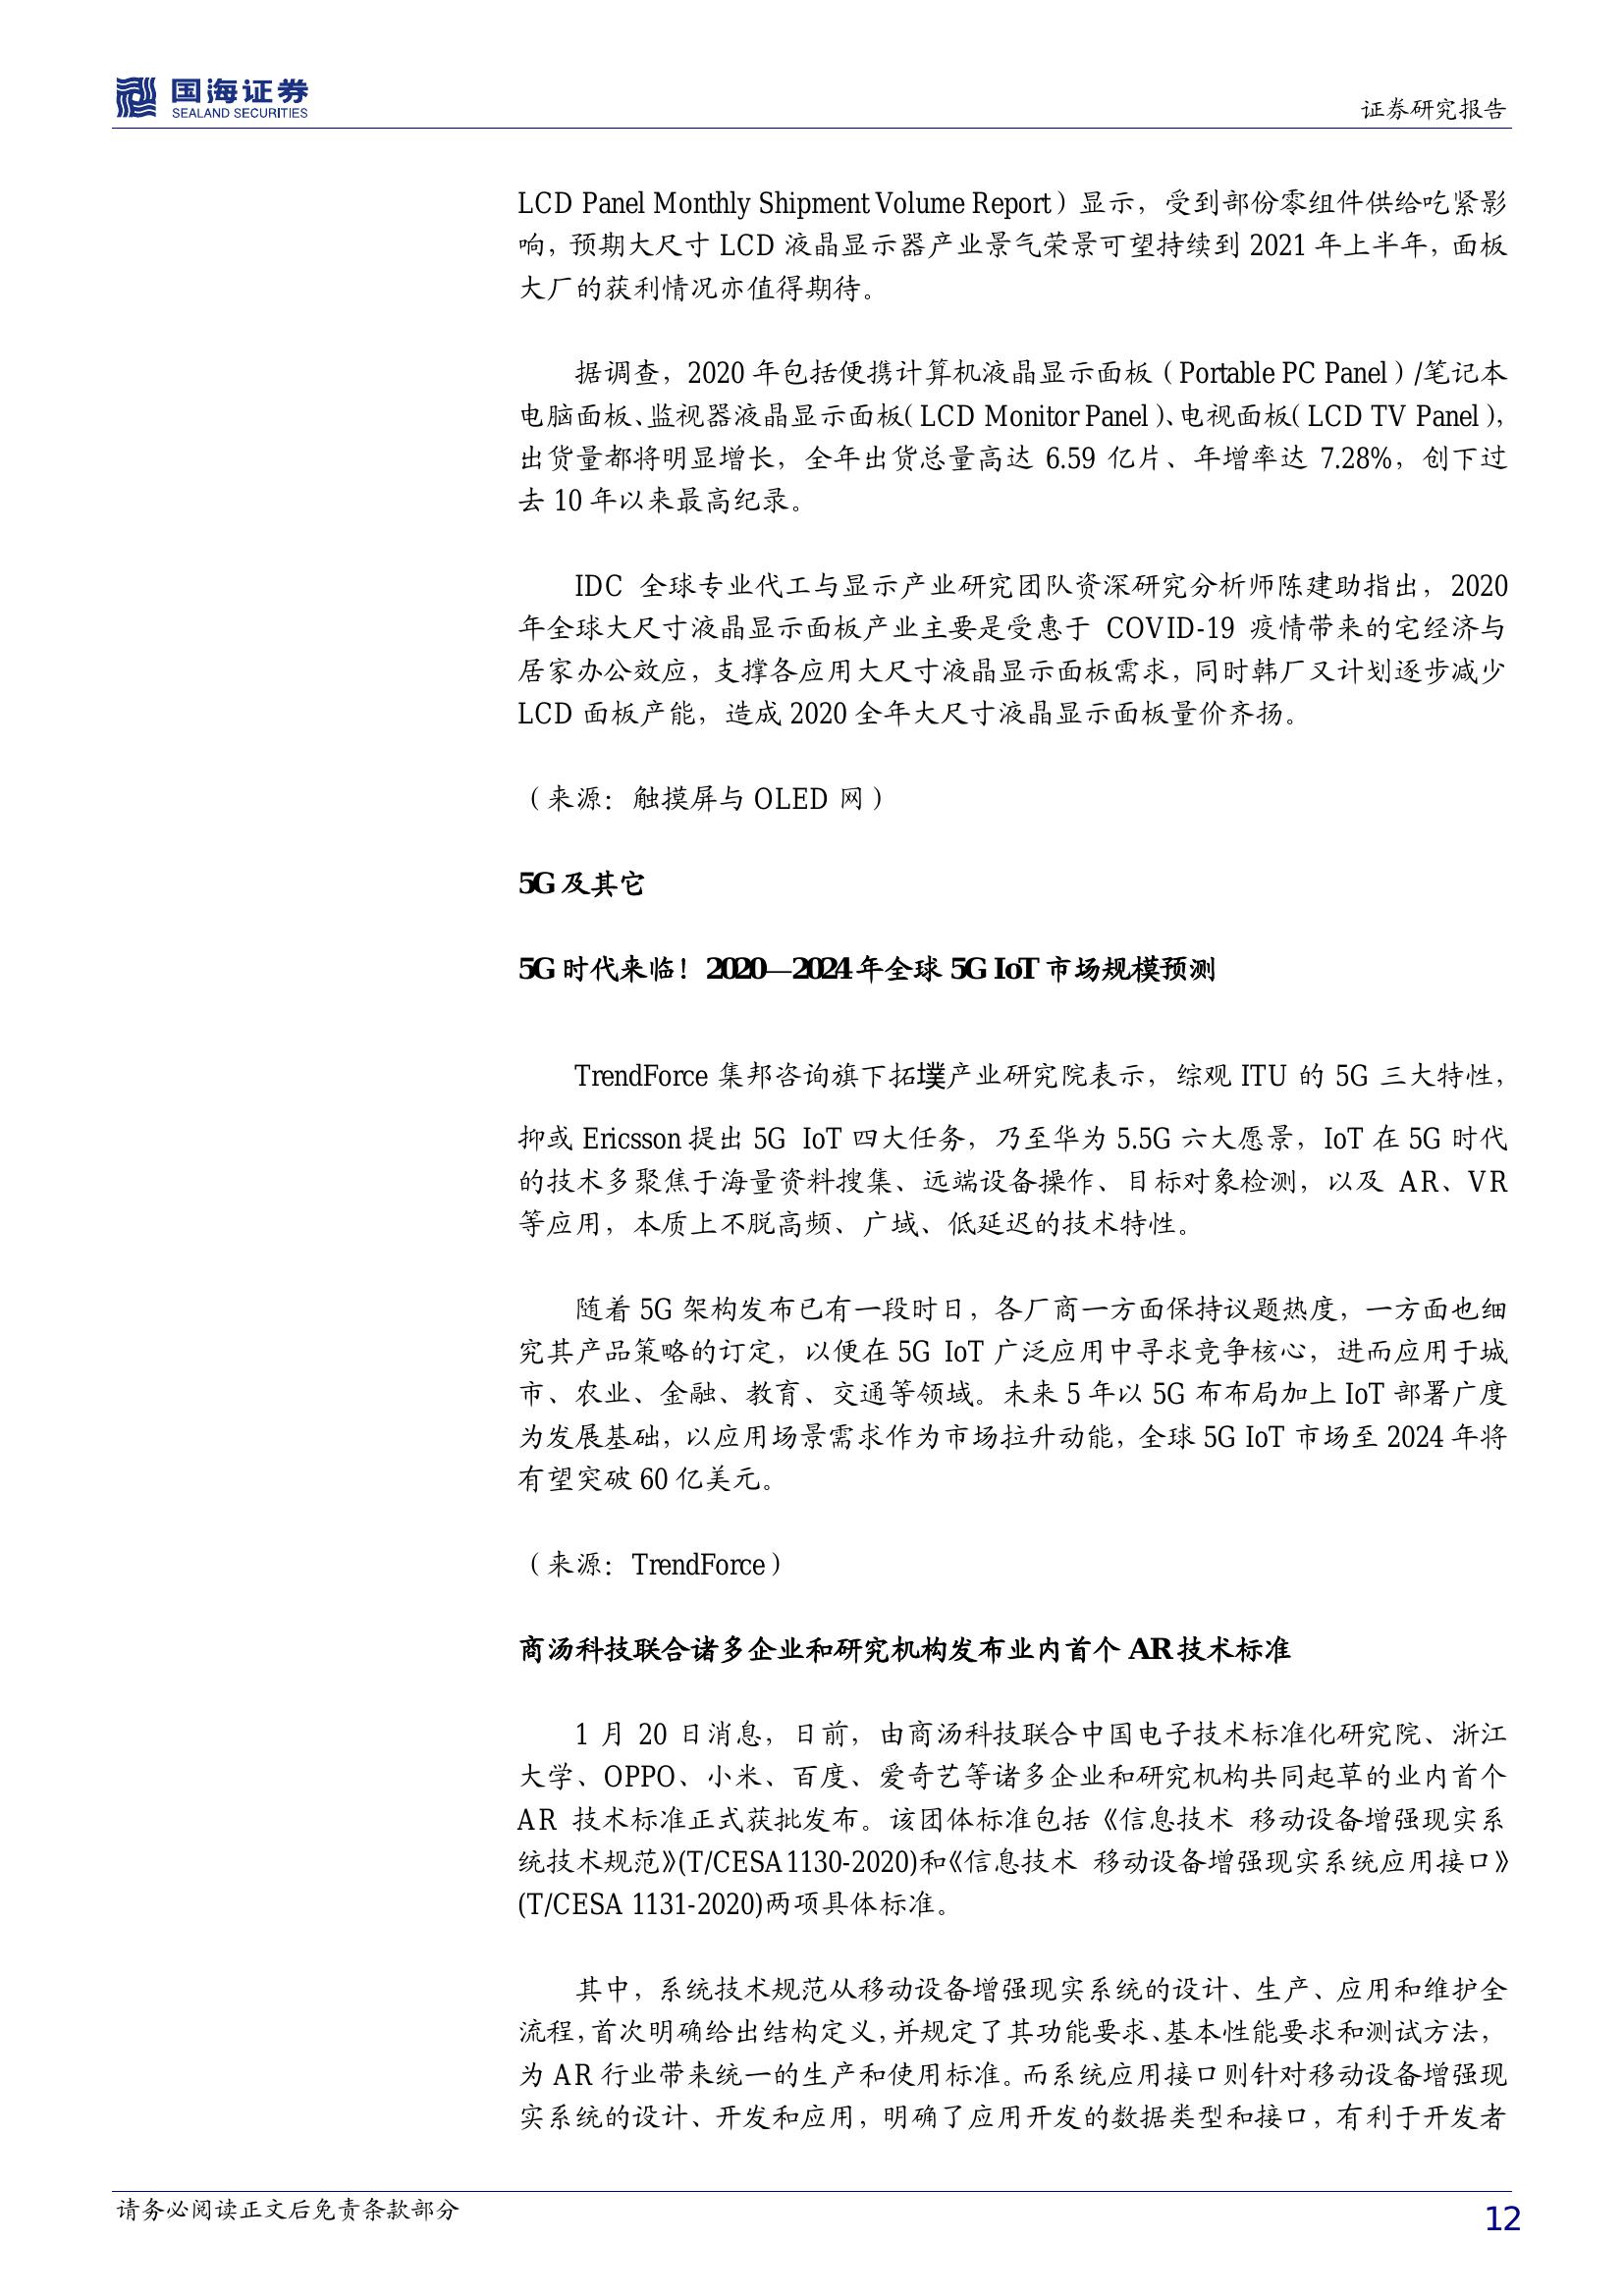 国海证券
SEALAND SECURITIES
证券研究报告
LCD Panel Monthly Shipment Volume Report）显示，受到部份零组件供给吃紧影
响，预期大尺寸 LCD 液晶显示器产业景气荣景可望持续到 2021 年上半年，面板
大厂的获利情况亦值得期待。
据调查，2020 年包括便携计算机液晶显示面板（Portable PC Panel）/笔记本
电脑面板、监视器液晶显示面板（LCD Monitor Panel）、电视面板（LCD TV Panel），
出货量都将明显增长，全年出货总量高达 6.59 亿片、年增率达 7.28%，创下过
去 10 年以来最高纪录。
IDC 全球专业代工与显示产业研究团队资深研究分析师陈建助指出，2020
年全球大尺寸液晶显示面板产业主要是受惠于 COVID-19 疫情带来的宅经济与
居家办公效应，支撑各应用大尺寸液晶显示面板需求，同时韩厂又计划逐步减少
LCD 面板产能，造成 2020 全年大尺寸液晶显示面板量价齐扬。
（来源：触摸屏与 OLED 网）
5G 及其它
5G 时代来临！2020—2024 年全球 5G IoT 市场规模预测
TrendForce 集邦咨询旗下拓墣产业研究院表示，综观 ITU 的 5G 三大特性，
抑或 Ericsson 提出 5G IoT 四大任务，乃至华为 5.5G 六大愿景，IoT 在 5G 时代
的技术多聚焦于海量资料搜集、远端设备操作、目标对象检测，以及 AR、VR
等应用，本质上不脱高频、广域、低延迟的技术特性。
随着 5G 架构发布已有一段时日，各厂商一方面保持议题热度，一方面也细
究其产品策略的订定，以便在 5G IoT 广泛应用中寻求竞争核心，进而应用于城
市、农业、金融、教育、交通等领域。未来 5 年以 5G 布布局加上 IoT 部署广度
为发展基础，以应用场景需求作为市场拉升动能，全球 5G IoT 市场至 2024 年将
有望突破 60 亿美元。
（来源：TrendForce）
商汤科技联合诸多企业和研究机构发布业内首个 AR 技术标准
1 月 20 日消息，日前，由商汤科技联合中国电子技术标准化研究院、浙江
大学、OPPO、小米、百度、爱奇艺等诸多企业和研究机构共同起草的业内首个
AR 技术标准正式获批发布。该团体标准包括《信息技术 移动设备增强现实系
统技术规范》(T/CESA1130-2020)和《信息技术 移动设备增强现实系统应用接口》
(T/CESA 1131-2020)两项具体标准。
其中，系统技术规范从移动设备增强现实系统的设计、生产、应用和维护全
流程，首次明确给出结构定义，并规定了其功能要求、基本性能要求和测试方法，
为 AR 行业带来统一的生产和使用标准。而系统应用接口则针对移动设备增强现
实系统的设计、开发和应用，明确了应用开发的数据类型和接口，有利于开发者
请务必阅读正文后免责条款部分
12